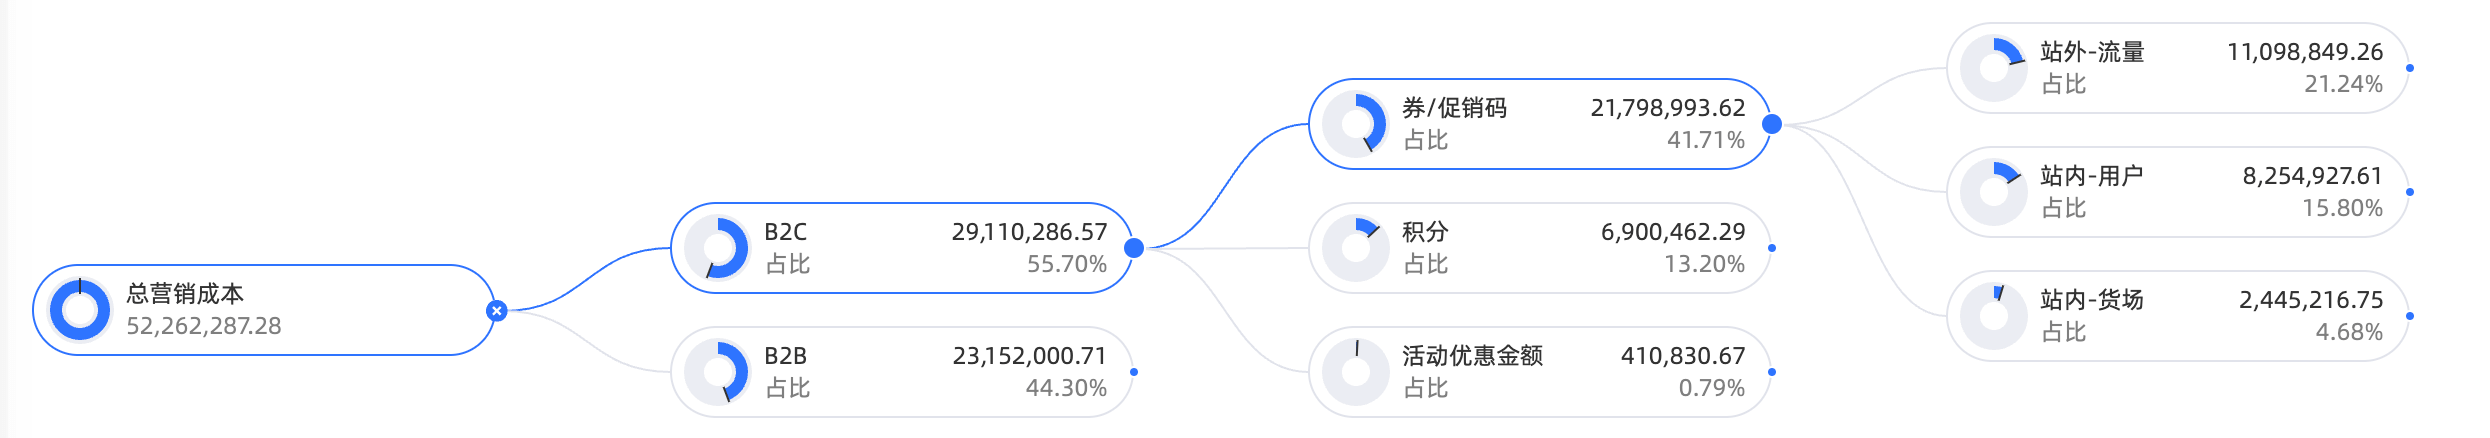 总营销成本
52,262,287.28
B2C 29,110,286.57
占比 55.70%
B2B 23,152,000.71
占比 44.30%
券/促销码 21,798,993.62
占比 41.71%
积分 6,900,462.29
占比 13.20%
活动优惠金额 410,830.67
占比 0.79%
站外-流量 11,098,849.26
占比 21.24%
站内-用户 8,254,927.61
占比 15.80%
站内-货场 2,445,216.75
占比 4.68%